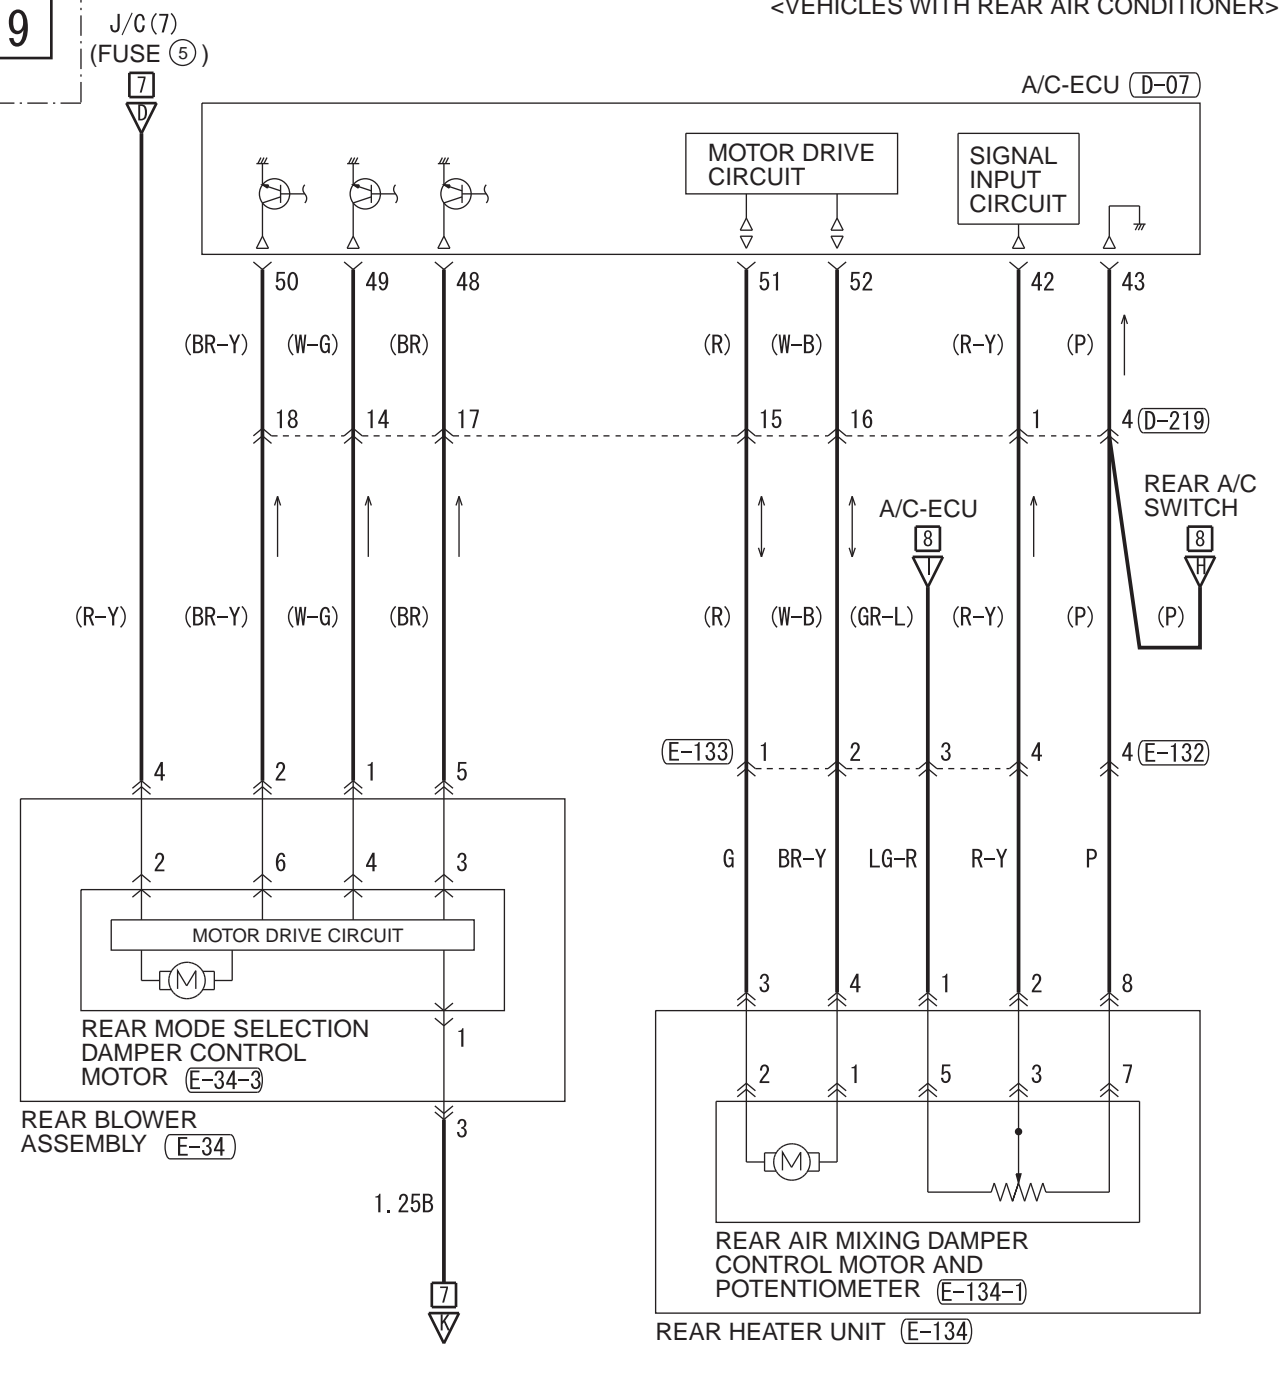 <VEHICLES WITH REAR AIR CONDITIONER>
9
J/C(7)
(FUSE ⑤)
7
D
A/C-ECU D-07
MOTOR DRIVE
CIRCUIT
SIGNAL
INPUT
CIRCUIT
50 49 48 51 52 42 43
(BR-Y) (W-G) (BR) (R) (W-B) (R-Y) (P)
18 14 17 15 16 1 4 D-219
REAR A/C
SWITCH
8
H
A/C-ECU
8
I
(R-Y) (BR-Y) (W-G) (BR) (R) (W-B) (GR-L) (R-Y) (P) (P)
E-133 1 2 3 4 4 E-132
4 2 1 5
2 6 4 3
G BR-Y LG-R R-Y P
MOTOR DRIVE CIRCUIT
M
3 4 1 2 8
REAR MODE SELECTION
DAMPER CONTROL
MOTOR E-34-3
1
2 1 5 3 7
REAR BLOWER
ASSEMBLY E-34
3
M
1.25B
7
K
REAR AIR MIXING DAMPER
CONTROL MOTOR AND
POTENTIOMETER E-134-1
REAR HEATER UNIT E-134